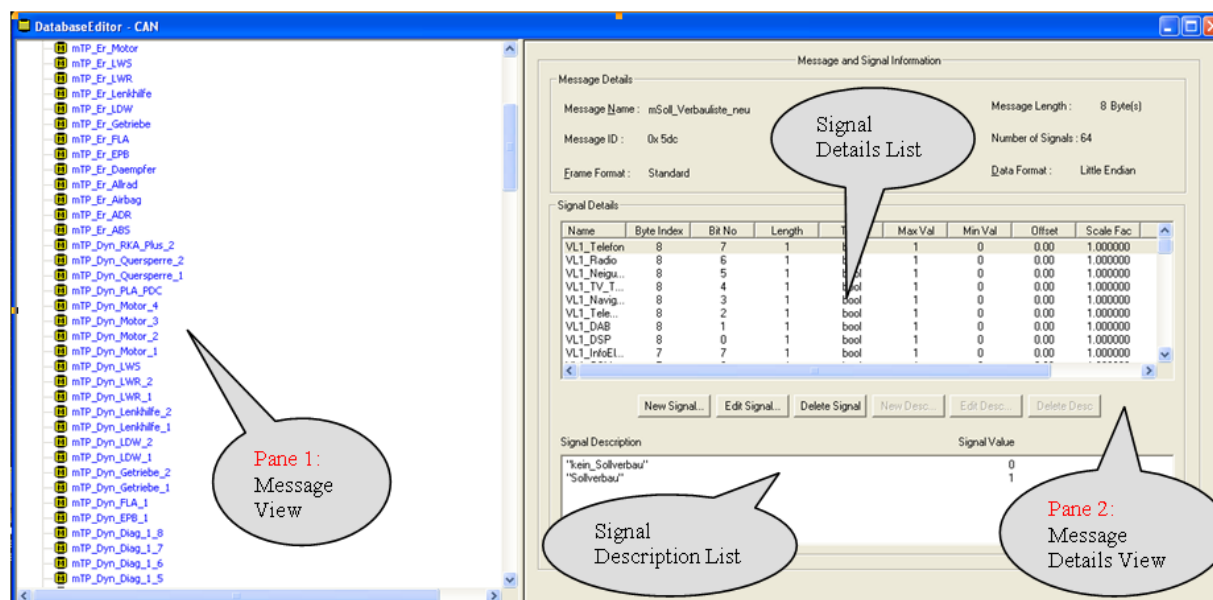 DatabaseEditor - CAN
mTP_Er_Motor
mTP_Er_LWS
mTP_Er_LWR
mTP_Er_Lenkhilfe
mTP_Er_LDW
mTP_Er_Getriebe
mTP_Er_FLA
mTP_Er_EPB
mTP_Er_Daempfer
mTP_Er_Allrad
mTP_Er_Airbag
mTP_Er_ADR
mTP_Er_ABS
mTP_Dyn_RKA_Plus_2
mTP_Dyn_Quersperre_2
mTP_Dyn_Quersperre_1
mTP_Dyn_PLA_PDC
mTP_Dyn_Motor_4
mTP_Dyn_Motor_3
mTP_Dyn_Motor_2
mTP_Dyn_Motor_1
mTP_Dyn_LWS
mTP_Dyn_LWR_2
mTP_Dyn_LWR_1
mTP_Dyn_Lenkhilfe_2
mTP_Dyn_Lenkhilfe_1
mTP_Dyn_LDW_2
mTP_Dyn_LDW_1
mTP_Dyn_Getriebe_2
mTP_Dyn_Getriebe_1
mTP_Dyn_FLA_1
mTP_Dyn_EPB_1
mTP_Dyn_Diag_1_8
mTP_Dyn_Diag_1_7
mTP_Dyn_Diag_1_6
mTP_Dyn_Diag_1_5
Pane 1:
Message
View
Message and Signal Information
Message Details
Message Name : mSoll_Verbauliste_neu
Message Length : 8 Byte(s)
Message ID : 0x 5dc
Number of Signals : 64
Frame Format : Standard
Data Format : Little Endian
Signal
Details List
Signal Details
Name Byte Index Bit No Length Max Val Min Val Offset Scale Fac
VL1_Telefon 8 7 1 1 0 0.00 1.000000
VL1_Radio 8 6 1 1 0 0.00 1.000000
VL1_Neigu... 8 5 1 bool 1 0 0.00 1.000000
VL1_TV_T... 8 4 1 bool 1 0 0.00 1.000000
VL1_Navig... 8 3 1 bool 1 0 0.00 1.000000
VL1_Tele... 8 2 1 bool 1 0 0.00 1.000000
VL1_DAB 8 1 1 bool 1 0 0.00 1.000000
VL1_DSP 8 0 1 bool 1 0 0.00 1.000000
VL1_InfoEl... 7 7 1 bool 1 0 0.00 1.000000
New Signal... Edit Signal... Delete Signal New Desc... Edit Desc... Delete Desc
Signal Description Signal Value
"kein_Sollverbau" 0
"Sollverbau" 1
Signal
Description List
Pane 2:
Message
Details View